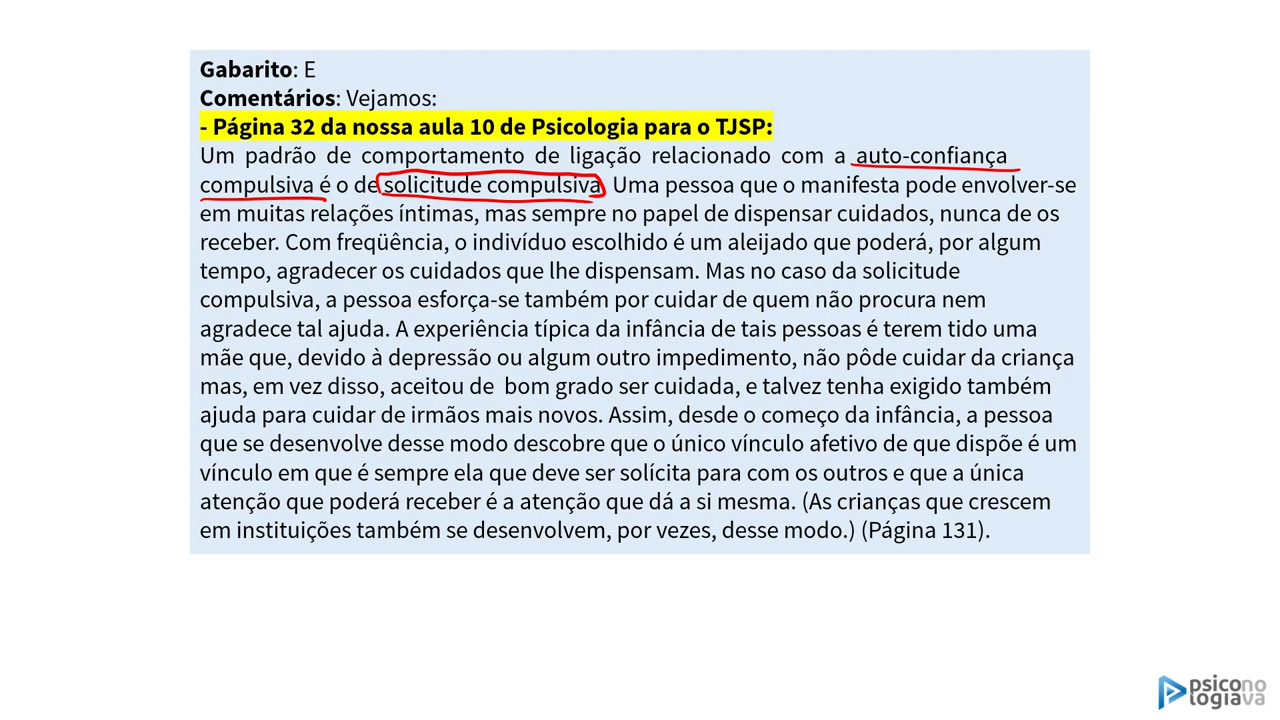 Gabarito: E
Comentários: Vejamos:
- Página 32 da nossa aula 10 de Psicologia para o TJSP:
Um padrão de comportamento de ligação relacionado com a auto-confiança
compulsiva é o de solicitude compulsiva. Uma pessoa que o manifesta pode envolver-se
em muitas relações íntimas, mas sempre no papel de dispensar cuidados, nunca de os
receber. Com freqüência, o indivíduo escolhido é um aleijado que poderá, por algum
tempo, agradecer os cuidados que lhe dispensam. Mas no caso da solicitude
compulsiva, a pessoa esforça-se também por cuidar de quem não procura nem
agradece tal ajuda. A experiência típica da infância de tais pessoas é terem tido uma
mãe que, devido à depressão ou algum outro impedimento, não pôde cuidar da criança
mas, em vez disso, aceitou de bom grado ser cuidada, e talvez tenha exigido também
ajuda para cuidar de irmãos mais novos. Assim, desde o começo da infância, a pessoa
que se desenvolve desse modo descobre que o único vínculo afetivo de que dispõe é um
vínculo em que é sempre ela que deve ser solícita para com os outros e que a única
atenção que poderá receber é a atenção que dá a si mesma. (As crianças que crescem
em instituições também se desenvolvem, por vezes, desse modo.) (Página 131).
psicono
logiava